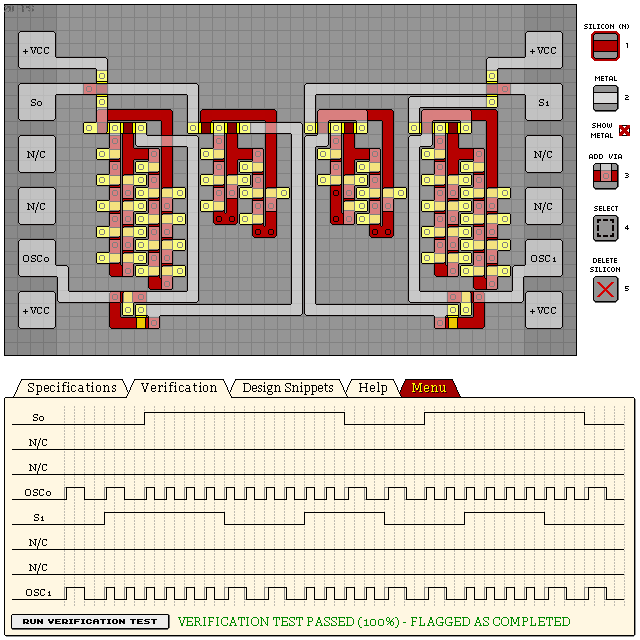 +VCC
So
N/C
N/C
OSCo
+VCC
+VCC
S1
N/C
N/C
OSC1
+VCC
SILICON (N)
1
METAL
2
SHOW
METAL
ADD VIA
3
SELECT
4
DELETE
SILICON
5
Specifications Verification Design Snippets Help Menu
So
N/C
N/C
OSCo
S1
N/C
N/C
OSC1
RUN VERIFICATION TEST VERIFICATION TEST PASSED (100%) - FLAGGED AS COMPLETED